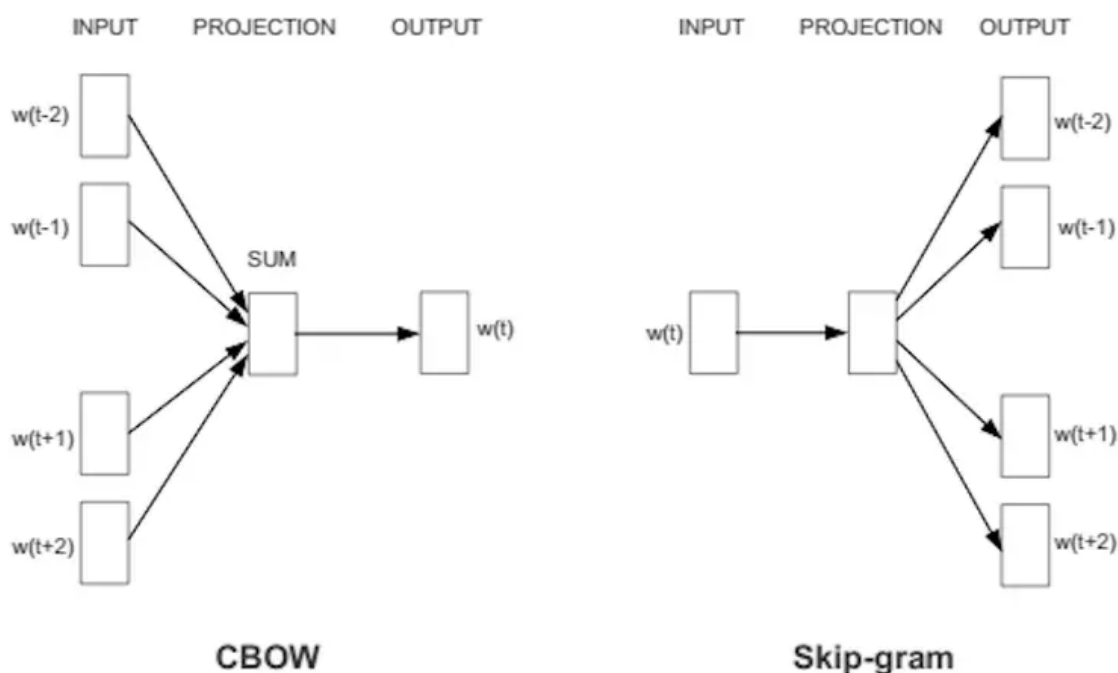 INPUT PROJECTION OUTPUT
w(t-2)
w(t-1)
SUM
w(t)
w(t+1)
w(t+2)
CBOW
INPUT PROJECTION OUTPUT
w(t-2)
w(t-1)
w(t)
w(t+1)
w(t+2)
Skip-gram